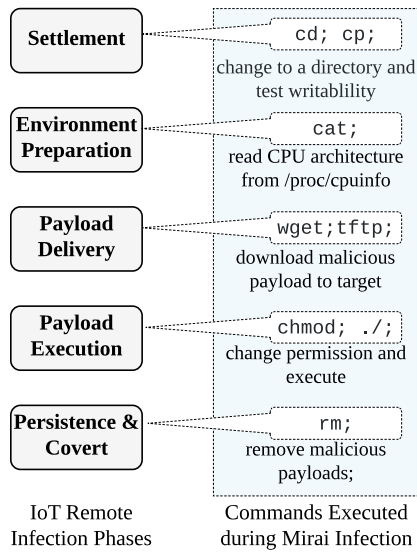 Settlement
cd; cp;
change to a directory and
test writablility
Environment
Preparation
cat;
read CPU architecture
from /proc/cpuinfo
Payload
Delivery
wget;tftp;
download malicious
payload to target
Payload
Execution
chmod; ./;
change permission and
execute
Persistence &
Covert
rm;
remove malicious
payloads;
IoT Remote
Infection Phases
Commands Executed
during Mirai Infection